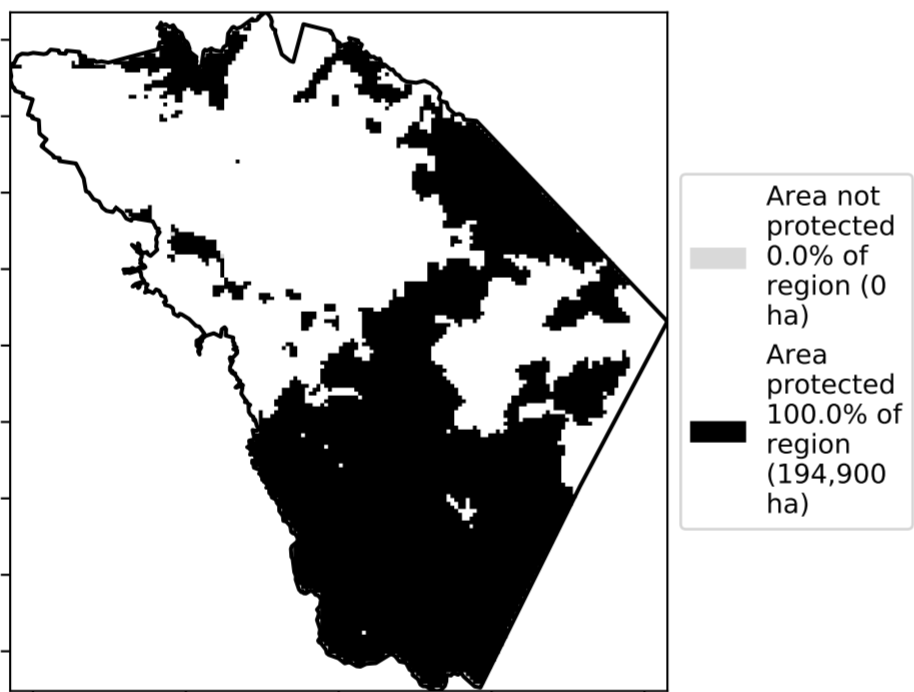 Area not
protected
0.0% of
region (0
ha)
Area
protected
100.0% of
region
(194,900
ha)